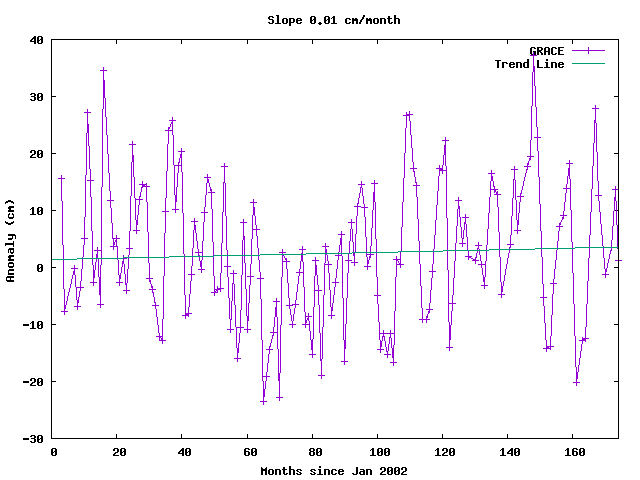 Slope 0.01 cm/month
GRACE
Trend Line
40
30
20
10
0
-10
-20
-30
Anomaly (cm)
0 20 40 60 80 100 120 140 160
Months since Jan 2002